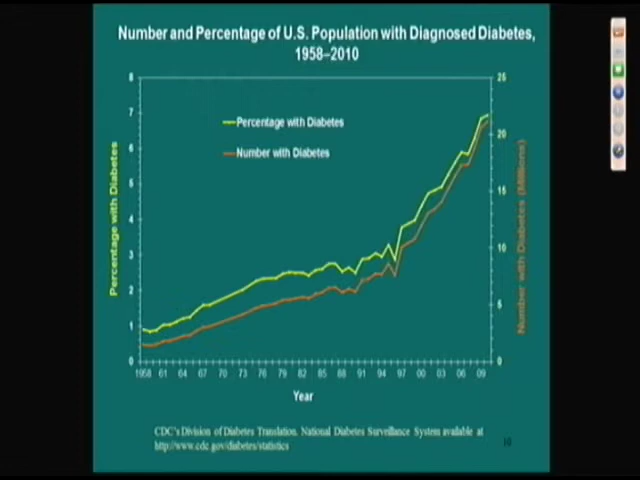 Number and Percentage of U.S. Population with Diagnosed Diabetes,
1958–2010
8
7
6
5
4
3
2
1
0
Percentage with Diabetes
Percentage with Diabetes
Number with Diabetes
25
20
15
10
5
0
Number with Diabetes (Millions)
1958 61 64 67 70 73 76 79 82 85 88 91 94 97 00 03 06 09
Year
CDC's Division of Diabetes Translation. National Diabetes Surveillance System available at
http://www.cdc.gov/diabetes/statistics
10